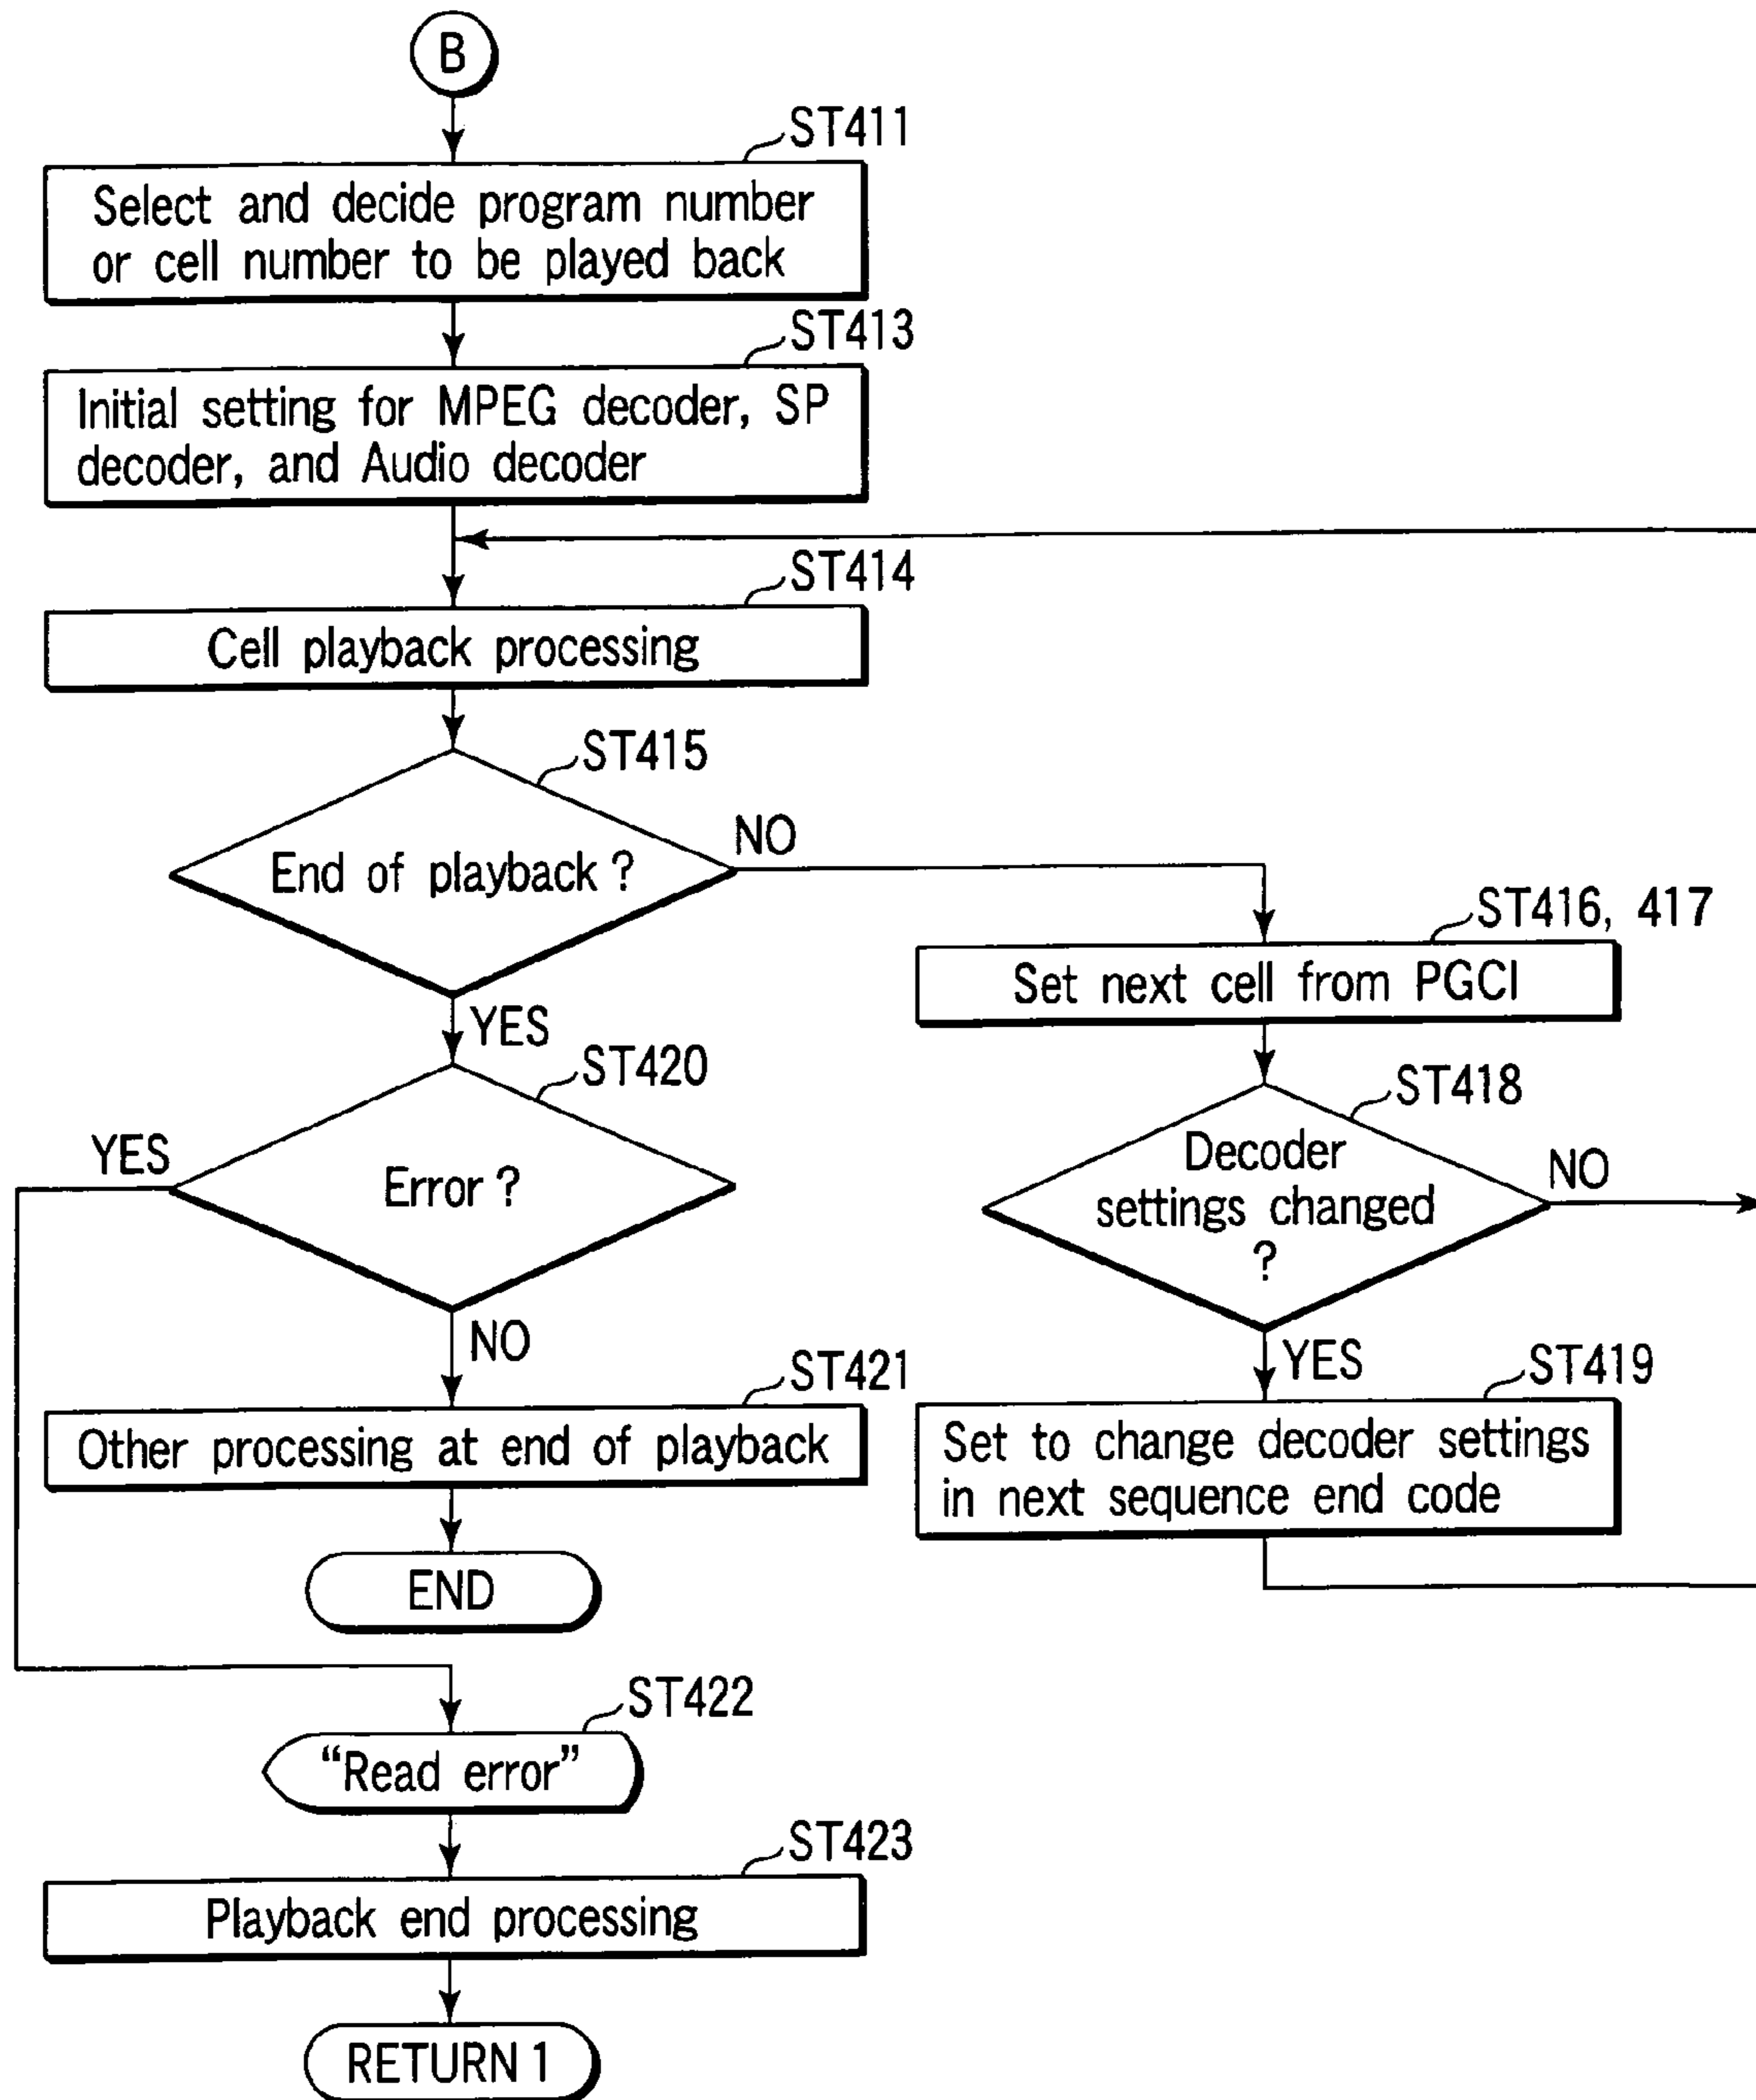 B
ST411
Select and decide program number
or cell number to be played back
ST413
Initial setting for MPEG decoder, SP
decoder, and Audio decoder
ST414
Cell playback processing
ST415
End of playback ?
NO
YES
ST416, 417
Set next cell from PGCI
ST418
Decoder
settings changed
?
NO
YES
ST419
Set to change decoder settings
in next sequence end code
ST420
Error ?
YES
NO
ST421
Other processing at end of playback
END
ST422
“Read error”
ST423
Playback end processing
RETURN 1